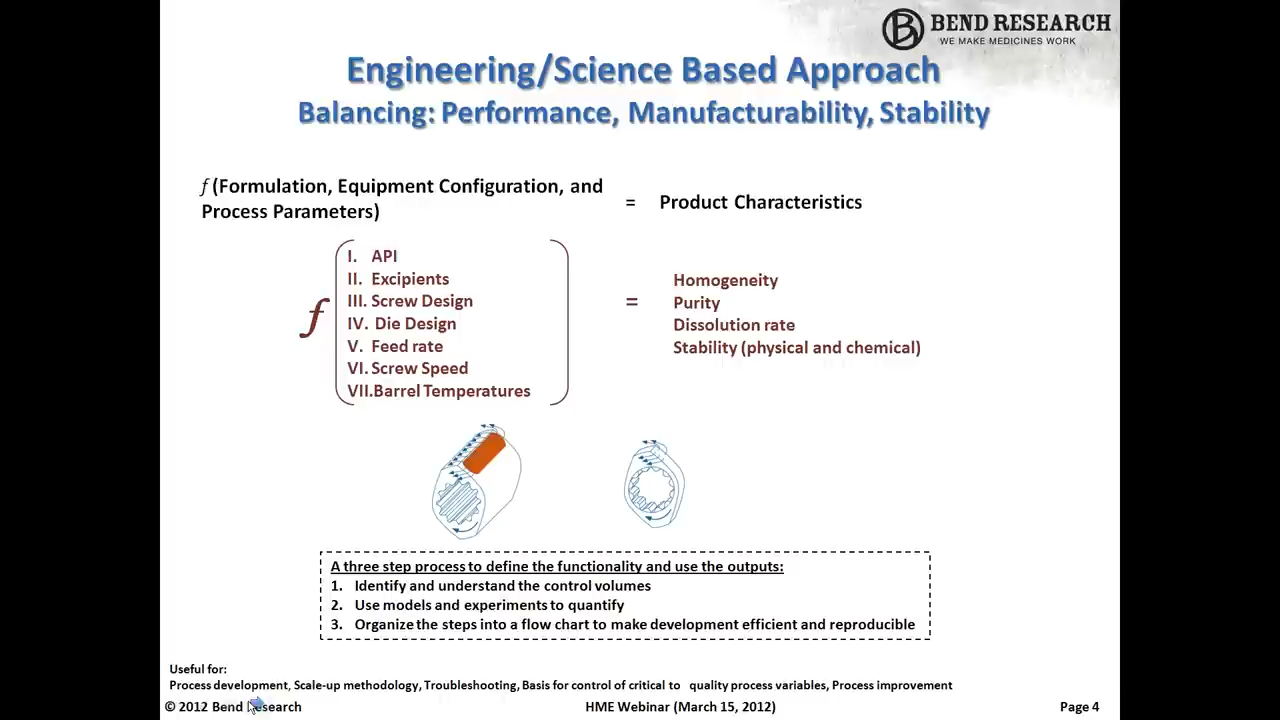 BEND RESEARCH
WE MAKE MEDICINES WORK
Engineering/Science Based Approach
Balancing: Performance, Manufacturability, Stability
f (Formulation, Equipment Configuration, and
Process Parameters)
= Product Characteristics
f
I. API
II. Excipients
III. Screw Design
IV. Die Design
V. Feed rate
VI. Screw Speed
VII.Barrel Temperatures
=
Homogeneity
Purity
Dissolution rate
Stability (physical and chemical)
A three step process to define the functionality and use the outputs:
1. Identify and understand the control volumes
2. Use models and experiments to quantify
3. Organize the steps into a flow chart to make development efficient and reproducible
Useful for:
Process development, Scale-up methodology, Troubleshooting, Basis for control of critical to quality process variables, Process improvement
© 2012 Bend Research HME Webinar (March 15, 2012) Page 4